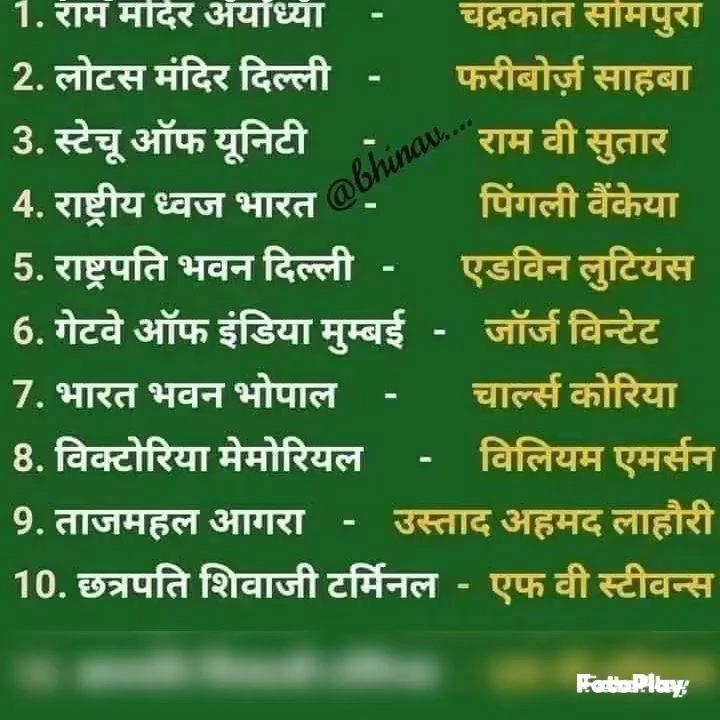 1. राम मंदिर अयोध्या - चद्रकांत सोमपुरा
2. लोटस मंदिर दिल्ली - फरीबोर्ज़ साहबा
3. स्टेचू ऑफ यूनिटी - राम वी सुतार
@bhinav....
4. राष्ट्रीय ध्वज भारत - पिंगली वैंकेया
5. राष्ट्रपति भवन दिल्ली - एडविन लुटियंस
6. गेटवे ऑफ इंडिया मुम्बई - जॉर्ज विन्टेट
7. भारत भवन भोपाल - चार्ल्स कोरिया
8. विक्टोरिया मेमोरियल - विलियम एमर्सन
9. ताजमहल आगरा - उस्ताद अहमद लाहौरी
10. छत्रपति शिवाजी टर्मिनल - एफ वी स्टीवन्स
FotoPlay